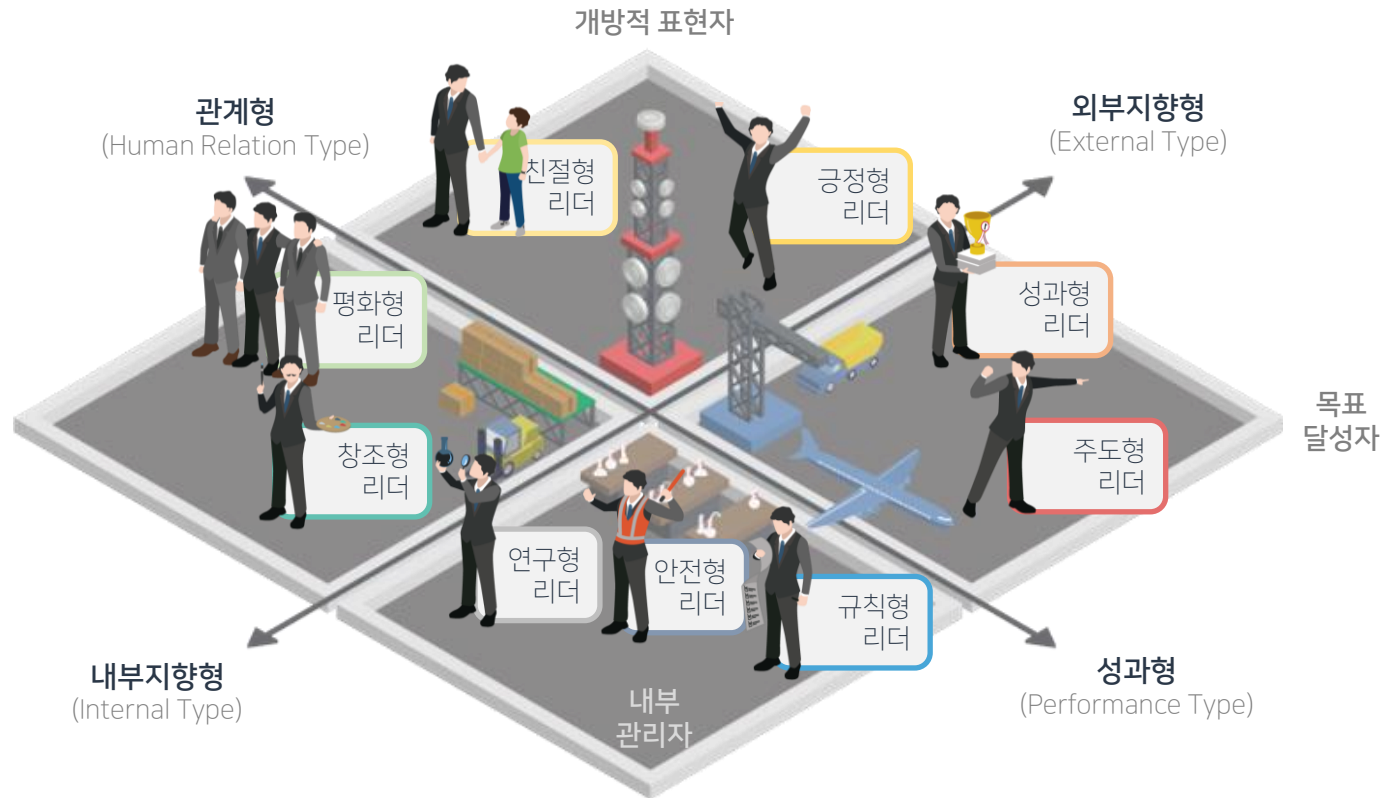 개방적 표현자
관계형
(Human Relation Type)
외부지향형
(External Type)
친절형
리더
긍정형
리더
평화형
리더
성과형
리더
목표
달성자
창조형
리더
주도형
리더
연구형
리더
안전형
리더
규칙형
리더
내부지향형
(Internal Type)
내부
관리자
성과형
(Performance Type)